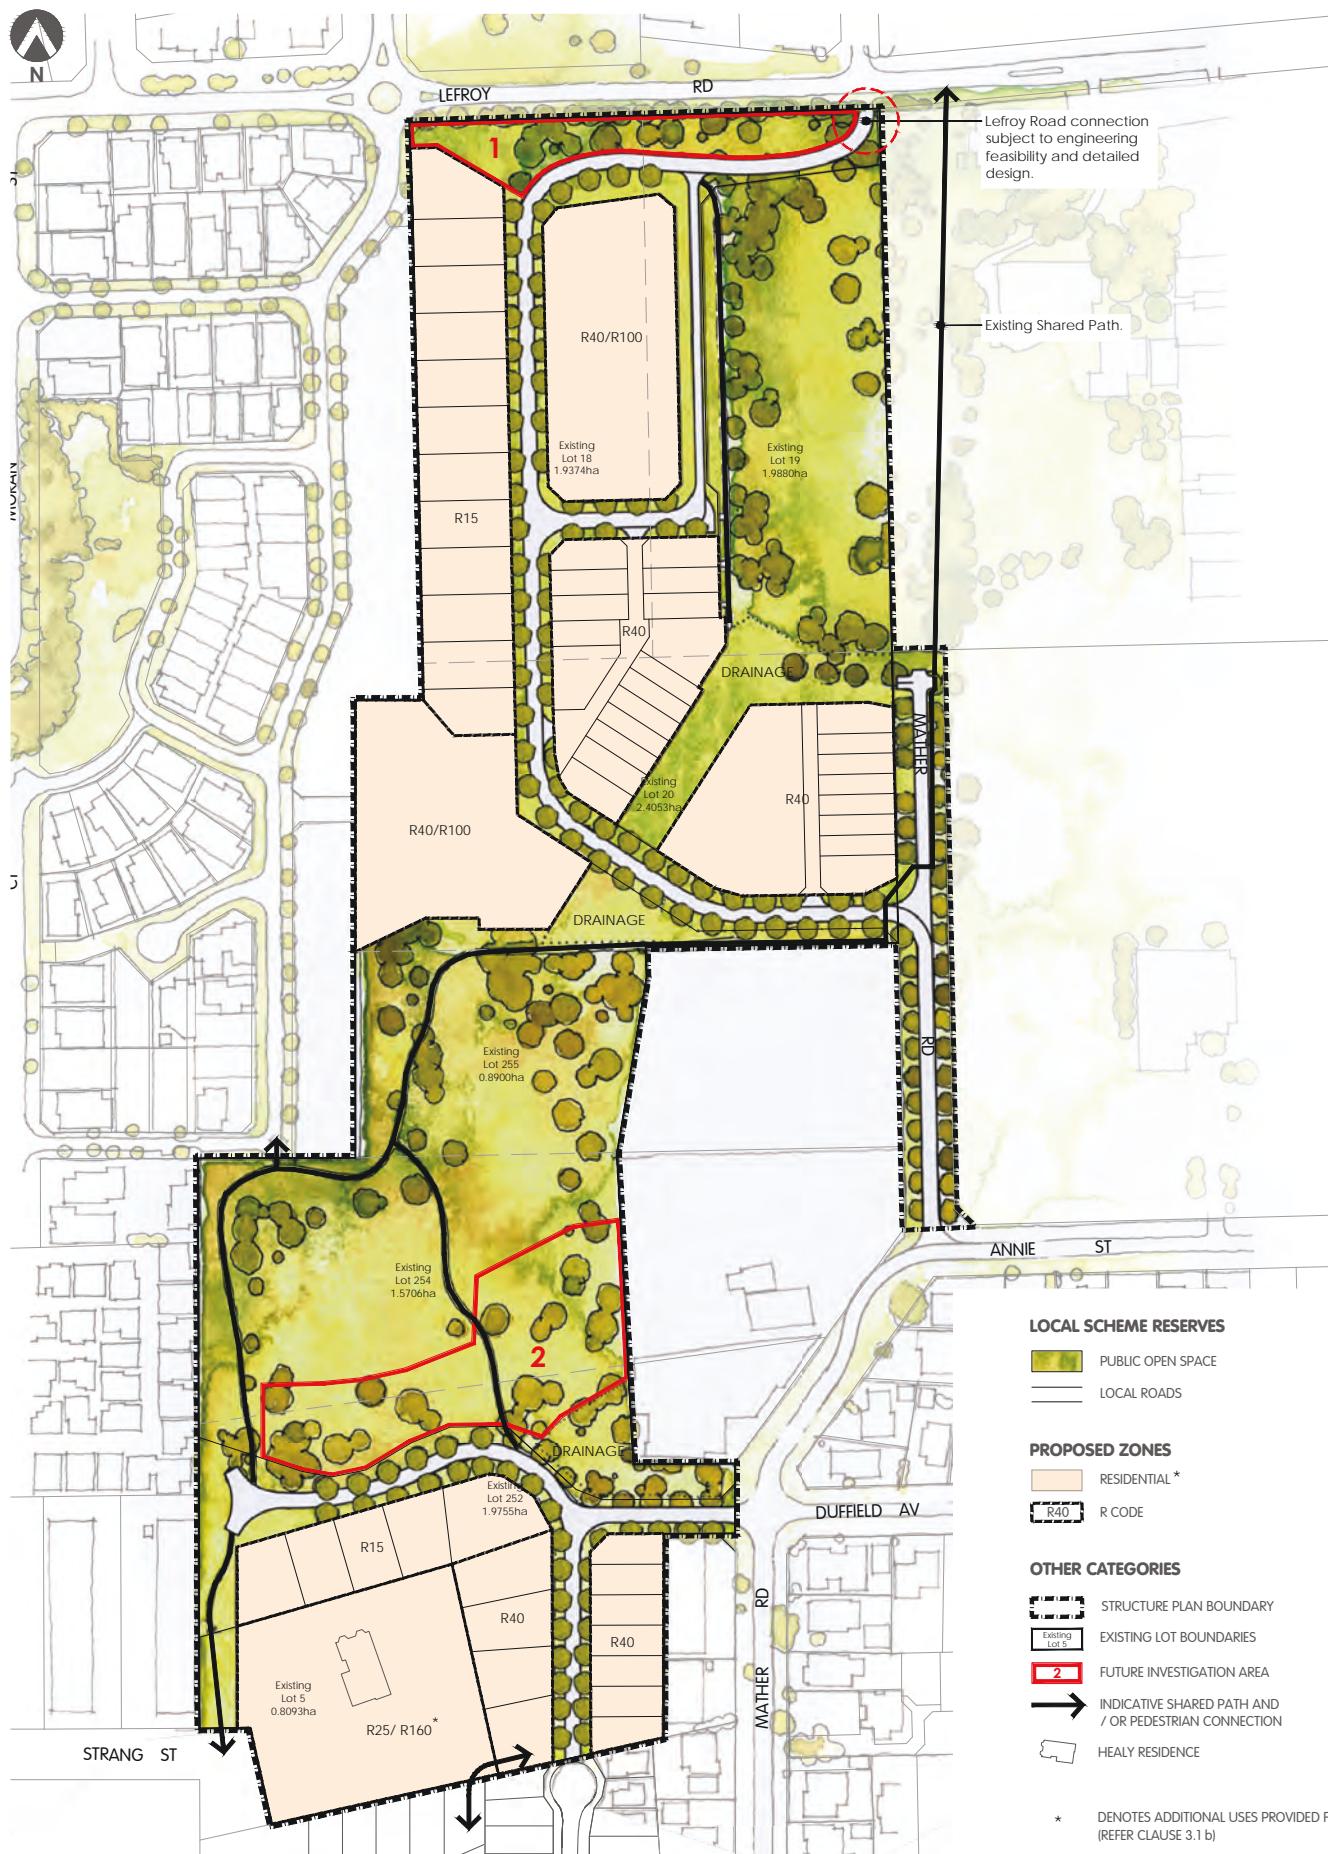 N
LEFROY RD
1
Lefroy Road connection
subject to engineering
feasibility and detailed
design.
ST
Existing Shared Path.
R40/R100
Existing
Lot 18
1.9374ha
Existing
Lot 19
1.9880ha
MORAN
R15
R40
DRAINAGE
MATHER
Existing
Lot 20
2.4053ha
R40
R40/R100
CT
DRAINAGE
RD
Existing
Lot 255
0.8900ha
ANNIE ST
Existing
Lot 254
1.5706ha
2
DRAINAGE
Existing
Lot 252
1.9755ha
DUFFIELD AV
R15
R40
R40
MATHER RD
Existing
Lot 5
0.8093ha
R25/ R160*
STRANG ST
LOCAL SCHEME RESERVES
PUBLIC OPEN SPACE
LOCAL ROADS
PROPOSED ZONES
RESIDENTIAL *
R40 R CODE
OTHER CATEGORIES
STRUCTURE PLAN BOUNDARY
Existing
Lot 5
EXISTING LOT BOUNDARIES
2 FUTURE INVESTIGATION AREA
INDICATIVE SHARED PATH AND
/ OR PEDESTRIAN CONNECTION
HEALY RESIDENCE
* DENOTES ADDITIONAL USES PROVIDED F
(REFER CLAUSE 3.1 b)